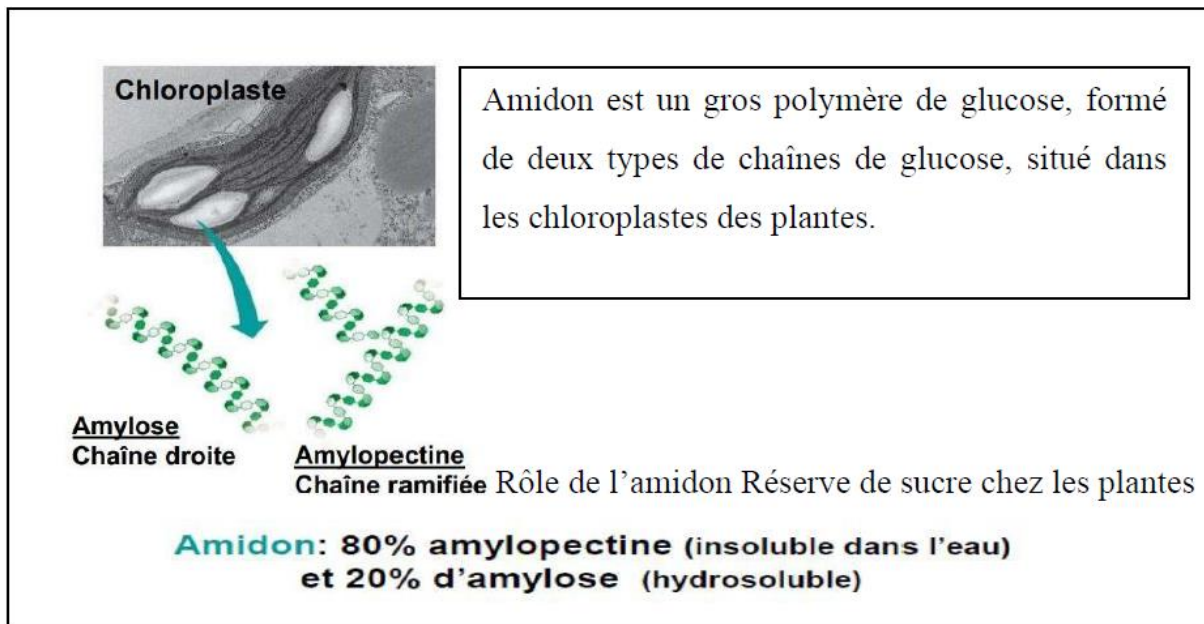 Chloroplaste
Amidon est un gros polymère de glucose, formé
de deux types de chaînes de glucose, situé dans
les chloroplastes des plantes.
Amylose
Chaîne droite
Amylopectine
Chaîne ramifiée Rôle de l’amidon Réserve de sucre chez les plantes
Amidon: 80% amylopectine (insoluble dans l’eau)
et 20% d’amylose (hydrosoluble)